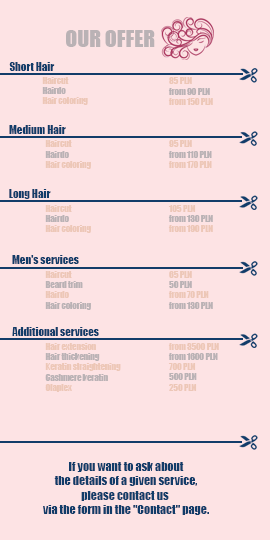 OUR OFFER
Short Hair
Haircut 85 PLN
Hairdo from 90 PLN
Hair coloring from 150 PLN
Medium Hair
Haircut 95 PLN
Hairdo from 110 PLN
Hair coloring from 170 PLN
Long Hair
Haircut PLN
Hairdo from 130 PLN
Hair coloring from 190 PLN
Men's services
Haircut 65 PLN
Beard trim 50 PLN
Hairdo from 70 PLN
Hair coloring from 130 PLN
Additional services
Hair extension from 3500 PLN
Hair thickening from 1000 PLN
Keratin straightening 700 PLN
Cashmere Keratin 500 PLN
Olaplex 250 PLN
If you want to ask about
the details of a given service,
please contact us
via the form in the "Contact" page.